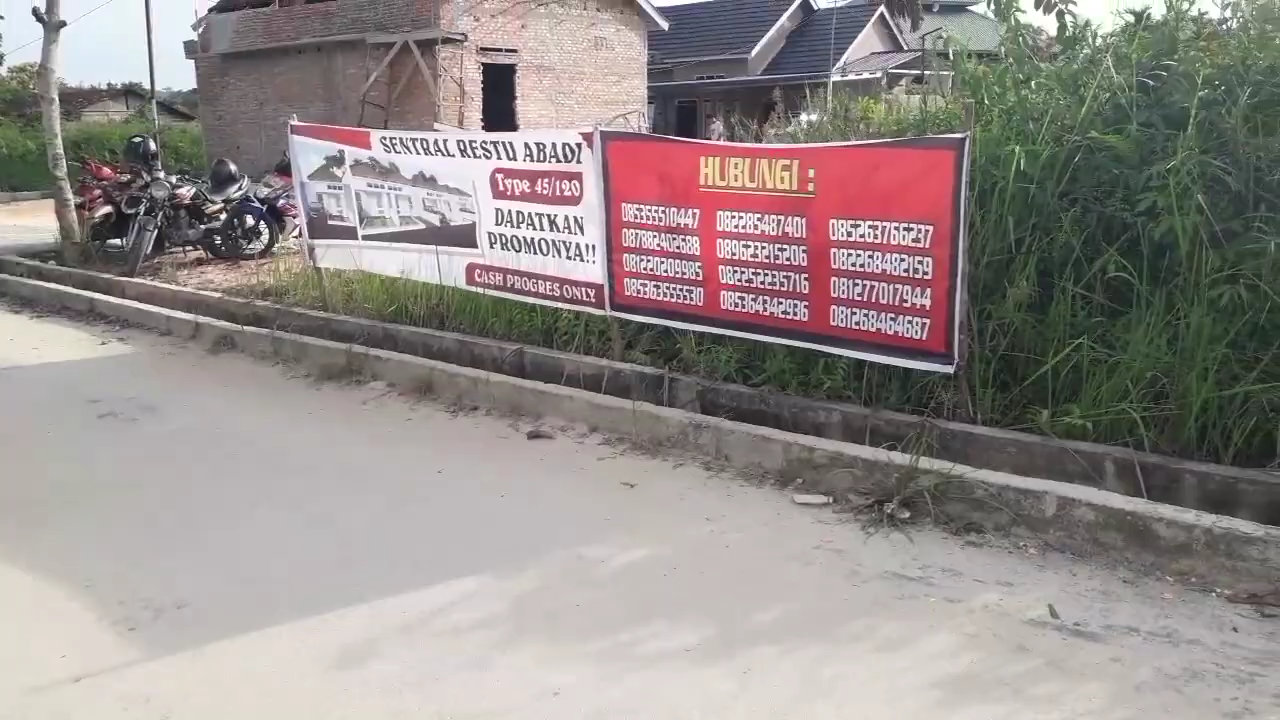 SENTRAL RESTU ABADI
Type 45/120
DAPATKAN
PROMONYA!!
CASH PROGRES ONLY
HUBUNGI :
085355510447
087882402688
081220209985
085363555530
082285487401
089623215206
082252335716
085364342936
085263766237
082268482159
081277017944
081268464687